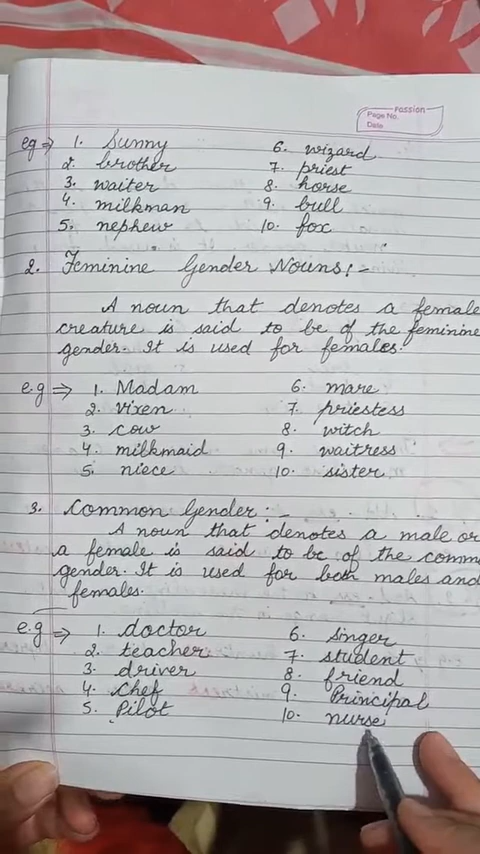 Passion
Page No.
Date
eg ⇒ 1. Sunny 6. wizard
2. brother 7. priest
3. waiter 8. horse
4. milkman 9. bull
5. nephew 10. fox
2. Feminine Gender Nouns:-
A noun that denotes a female
creature is said to be of the feminine
gender. It is used for females.
e.g ⇒ 1. Madam 6. mare
2. vixen 7. priestess
3. cow 8. witch
4. milkmaid 9. waitress
5. niece 10. sister
3. Common Gender:-
A noun that denotes a male or
a female is said to be of the comm
gender. It is used for both males and
females.
e.g ⇒ 1. doctor 6. Singer
2. teacher 7. student
3. driver 8. friend
4. Chef 9. Principal
5. Pilot 10. nurse